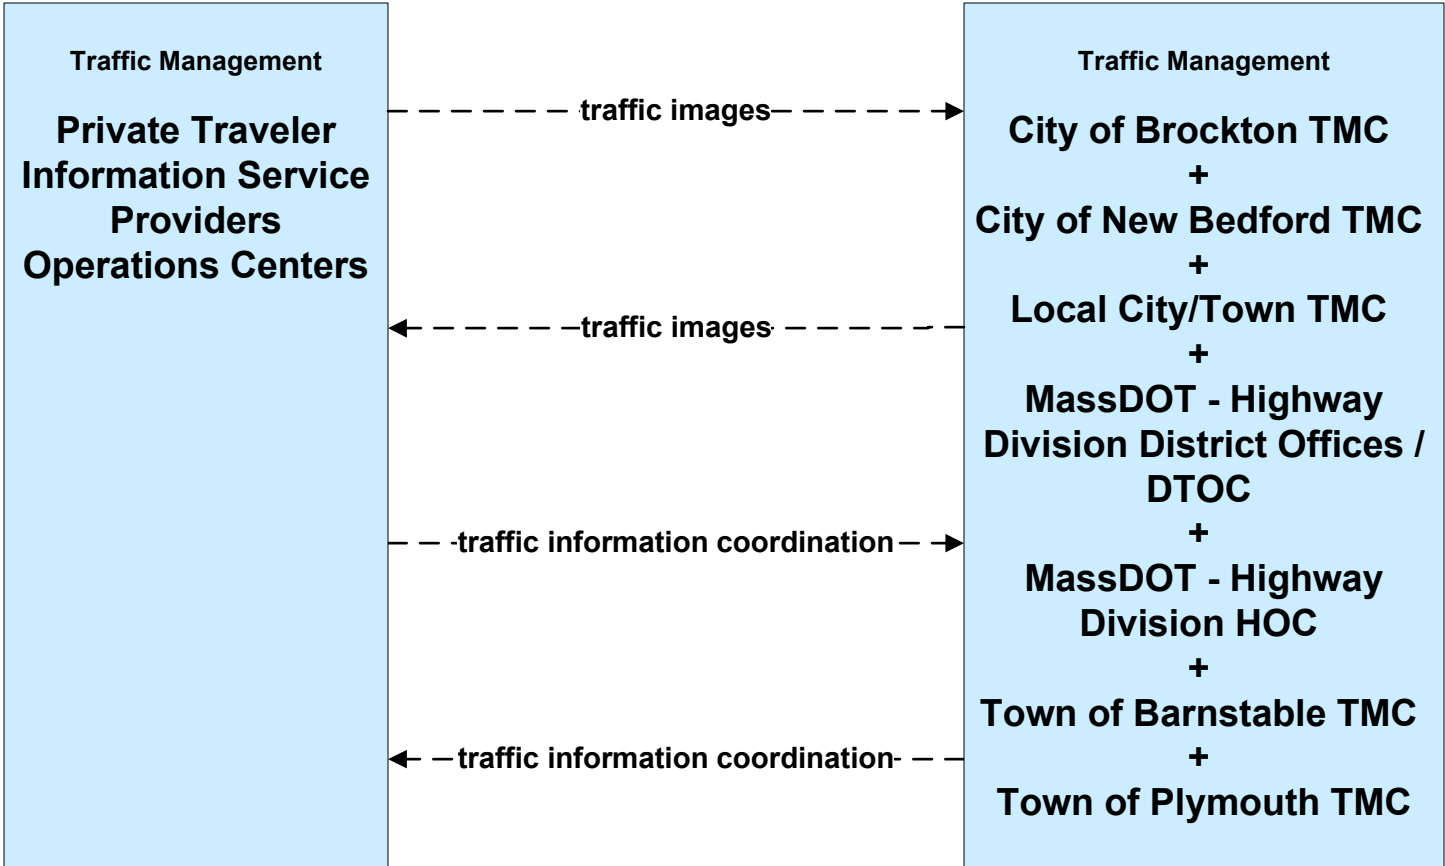 Traffic Management
Private Traveler
Information Service
Providers
Operations Centers
traffic images
traffic images
traffic information coordination
traffic information coordination
Traffic Management
City of Brockton TMC
+
City of New Bedford TMC
+
Local City/Town TMC
+
MassDOT - Highway
Division District Offices /
DTOC
+
MassDOT - Highway
Division HOC
+
Town of Barnstable TMC
+
Town of Plymouth TMC